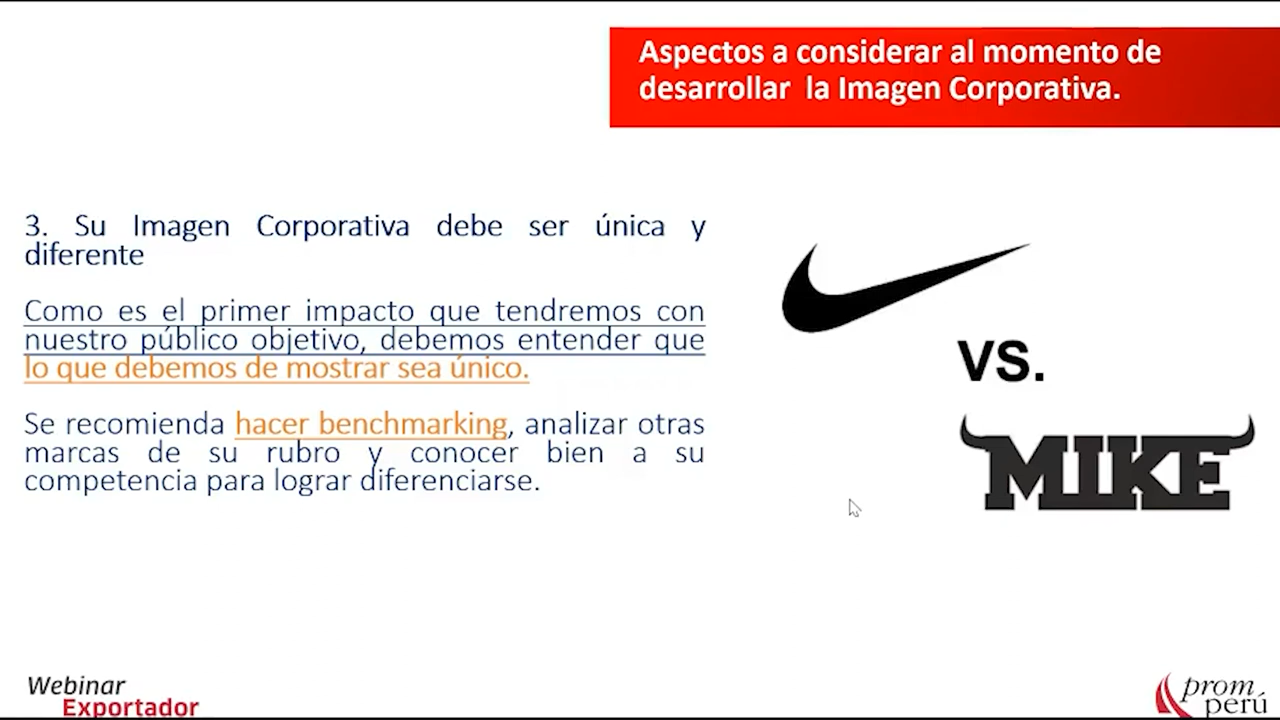 Aspectos a considerar al momento de
desarrollar la Imagen Corporativa.
3. Su Imagen Corporativa debe ser única y
diferente
Como es el primer impacto que tendremos con
nuestro público objetivo, debemos entender que
lo que debemos de mostrar sea único.
Se recomienda hacer benchmarking, analizar otras
marcas de su rubro y conocer bien a su
competencia para lograr diferenciarse.
VS.
MIKE
Webinar
Exportador
prom
perú